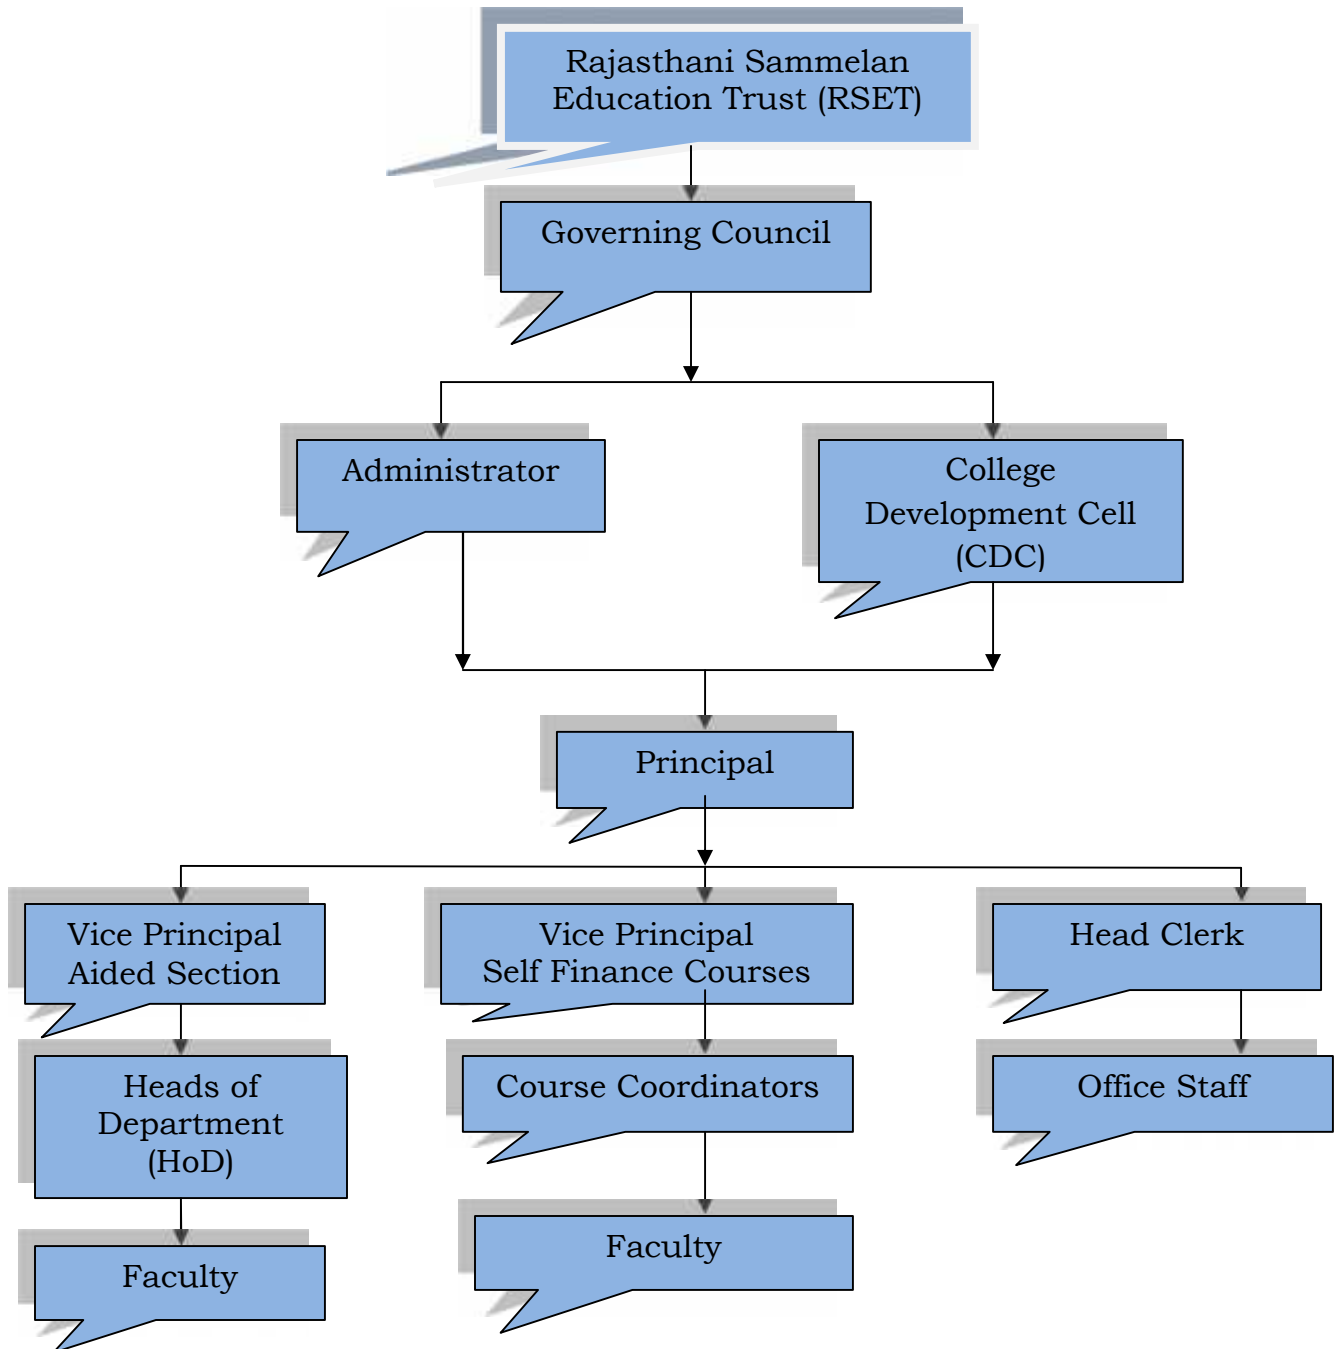 Rajasthani Sammelan
Education Trust (RSET)
Governing Council
Administrator
College
Development Cell
(CDC)
Principal
Vice Principal
Aided Section
Vice Principal
Self Finance Courses
Head Clerk
Heads of
Department
(HoD)
Course Coordinators
Office Staff
Faculty
Faculty